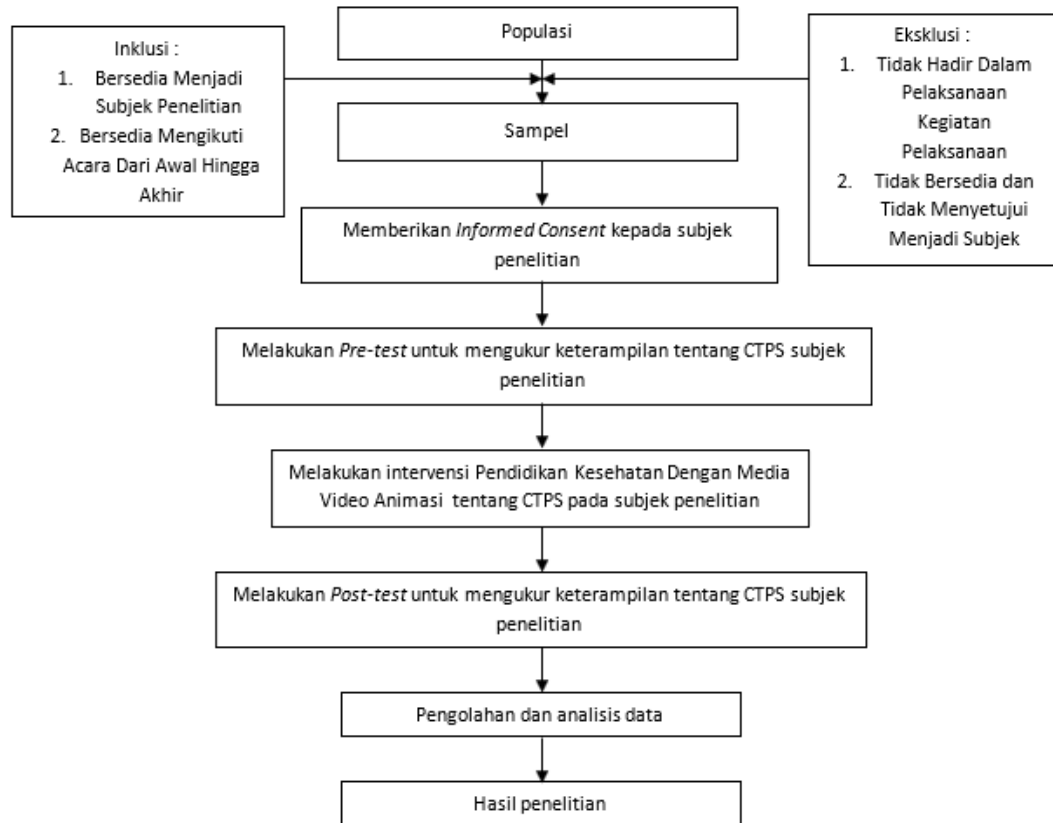 Populasi
Inklusi :
1. Bersedia Menjadi
Subjek Penelitian
2. Bersedia Mengikuti
Acara Dari Awal Hingga
Akhir
Eksklusi :
1. Tidak Hadir Dalam
Pelaksanaan
Kegiatan
Pelaksanaan
2. Tidak Bersedia dan
Tidak Menyetujui
Menjadi Subjek
Sampel
Memberikan Informed Consent kepada subjek
penelitian
Melakukan Pre-test untuk mengukur keterampilan tentang CTPS subjek
penelitian
Melakukan intervensi Pendidikan Kesehatan Dengan Media
Video Animasi tentang CTPS pada subjek penelitian
Melakukan Post-test untuk mengukur keterampilan tentang CTPS subjek
penelitian
Pengolahan dan analisis data
Hasil penelitian